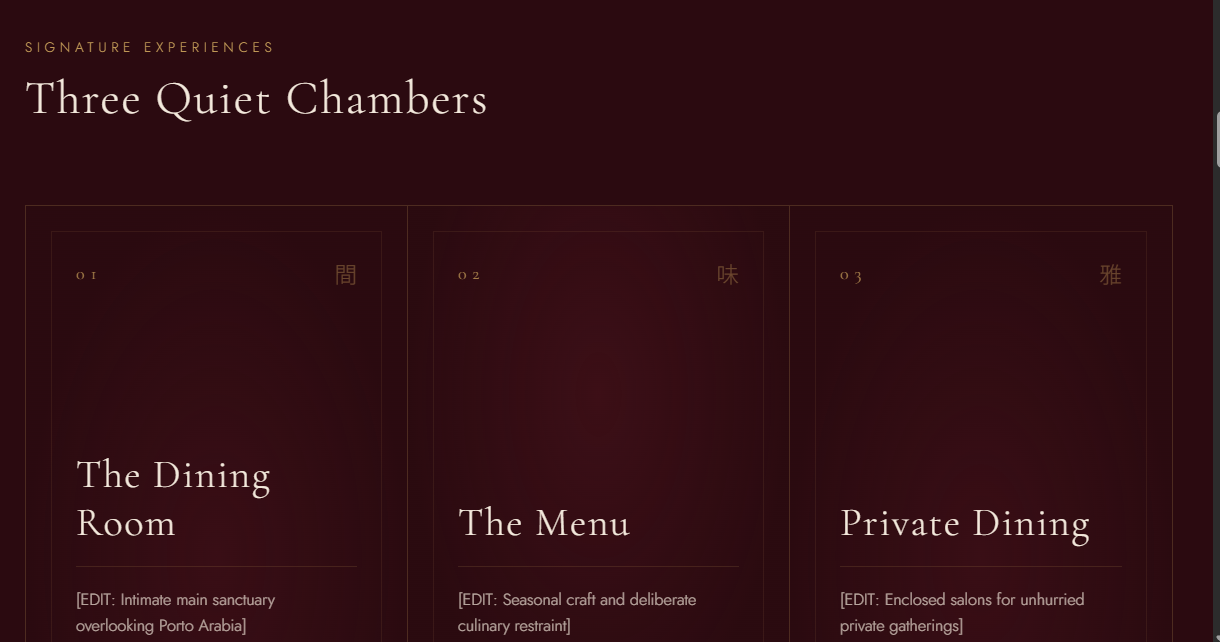 SIGNATURE EXPERIENCES
Three Quiet Chambers
01
間
02
味
03
雅
The Dining
Room
The Menu
Private Dining
[EDIT: Intimate main sanctuary
overlooking Porto Arabia]
[EDIT: Seasonal craft and deliberate
culinary restraint]
[EDIT: Enclosed salons for unhurried
private gatherings]